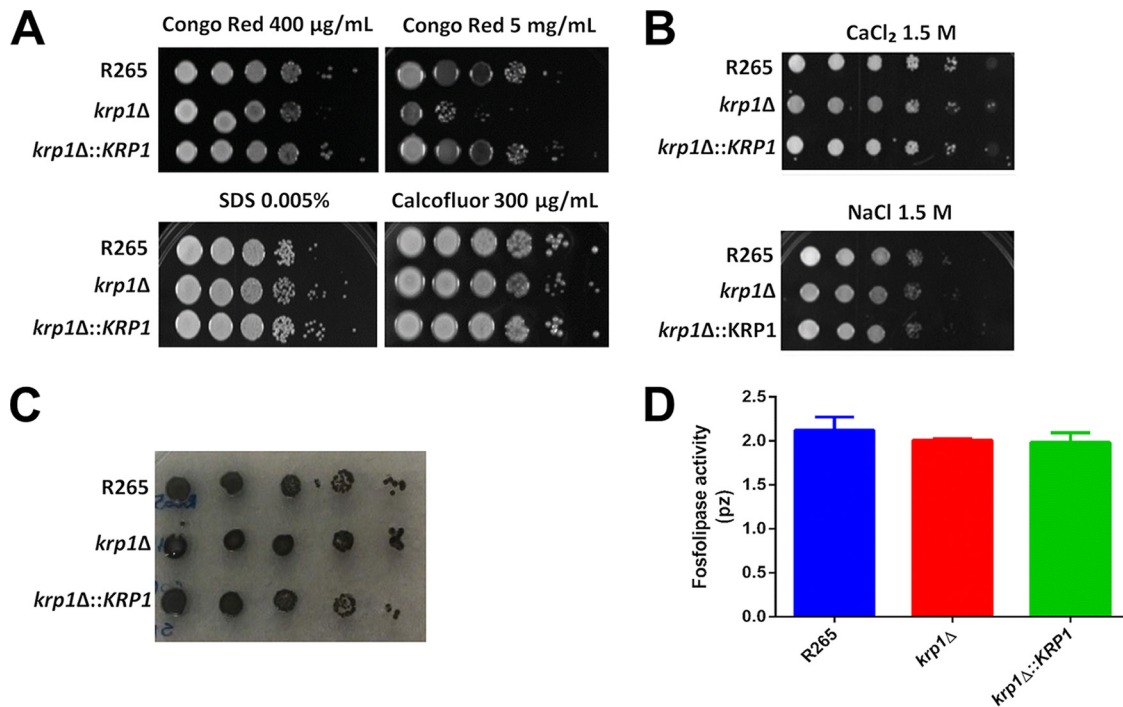 A
Congo Red 400 µg/mL
Congo Red 5 mg/mL
R265
krp1Δ
krp1Δ::KRP1
SDS 0.005%
Calcofluor 300 µg/mL
R265
krp1Δ
krp1Δ::KRP1
B
CaCl₂ 1.5 M
R265
krp1Δ
krp1Δ::KRP1
NaCl 1.5 M
R265
krp1Δ
krp1Δ::KRP1
C
R265
krp1Δ
krp1Δ::KRP1
D
Fosfolipase activity
(pz)
2.5
2.0
1.5
1.0
0.5
0.0
R265
krp1Δ
krp1Δ::KRP1